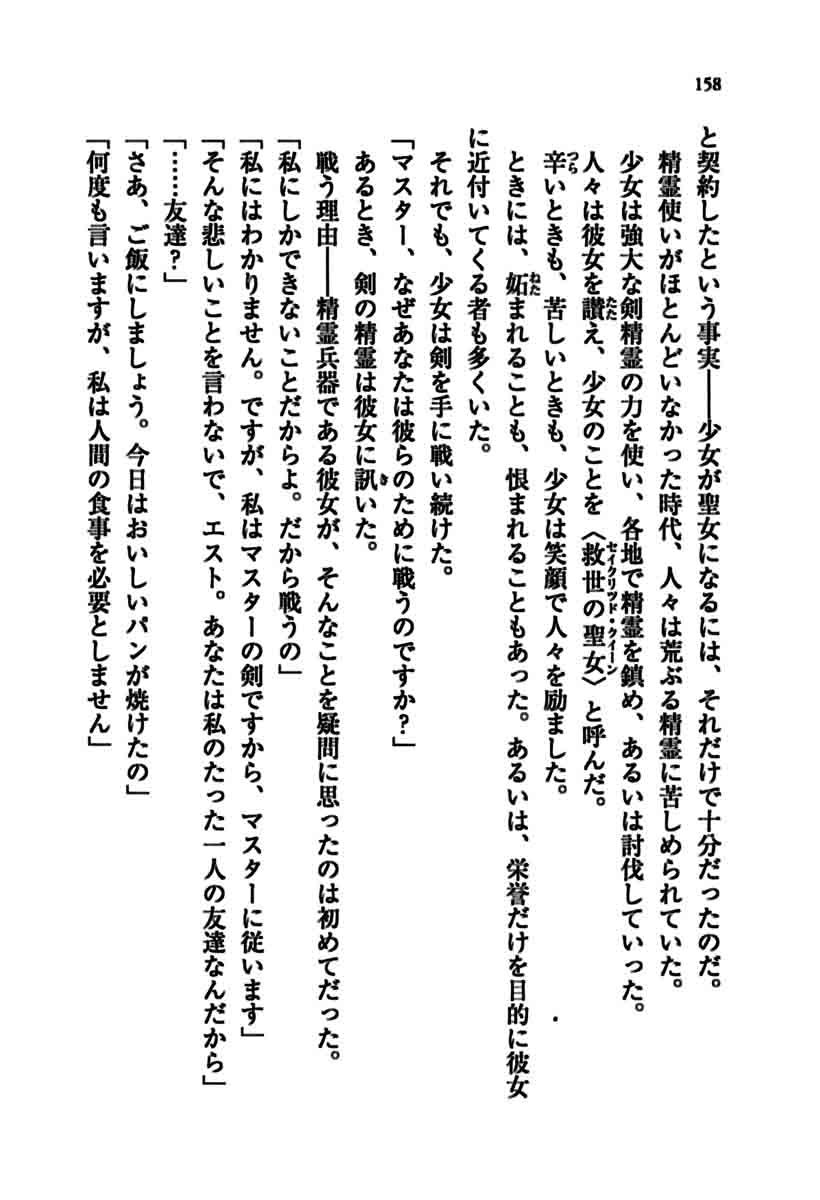 158
と契約したという事実――少女が聖女になるには、それだけで十分だったのだ。
精霊使いがほとんどいなかった時代、人々は荒ぶる精霊に苦しめられていた。
少女は強大な剣精霊の力を使い、各地で精霊を鎮め、あるいは討伐していった。
人々は彼女を讃え、少女のことを〈救世の聖女〉と呼んだ。
たた
セイクリッド・クイーン
辛いときも、苦しいときも、少女は笑顔で人々を励ました。
つら
ときには、妬まれることも、恨まれることもあった。あるいは、栄誉だけを目的に彼女
ねた
に近付いてくる者も多くいた。
それでも、少女は剣を手に戦い続けた。
「マスター、なぜあなたは彼らのために戦うのですか?」
あるとき、剣の精霊は彼女に訊いた。
き
戦う理由――精霊兵器である彼女が、そんなことを疑問に思ったのは初めてだった。
「私にしかできないことだからよ。だから戦うの」
「私にはわかりません。ですが、私はマスターの剣ですから、マスターに従います」
「そんな悲しいことを言わないで、エスト。あなたは私のたった一人の友達なんだから」
「……友達?」
「さあ、ご飯にしましょう。今日はおいしいパンが焼けたの」
「何度も言いますが、私は人間の食事を必要としません」